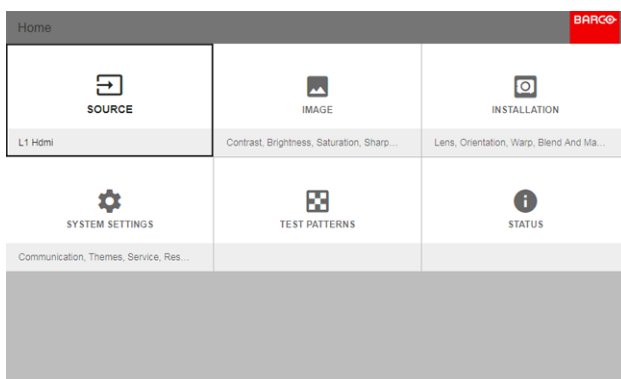 Home
BARCO
SOURCE
IMAGE
INSTALLATION
L1 Hdmi
Contrast, Brightness, Saturation, Sharp...
Lens, Orientation, Warp, Blend And Ma...
SYSTEM SETTINGS
TEST PATTERNS
STATUS
Communication, Themes, Service, Res...